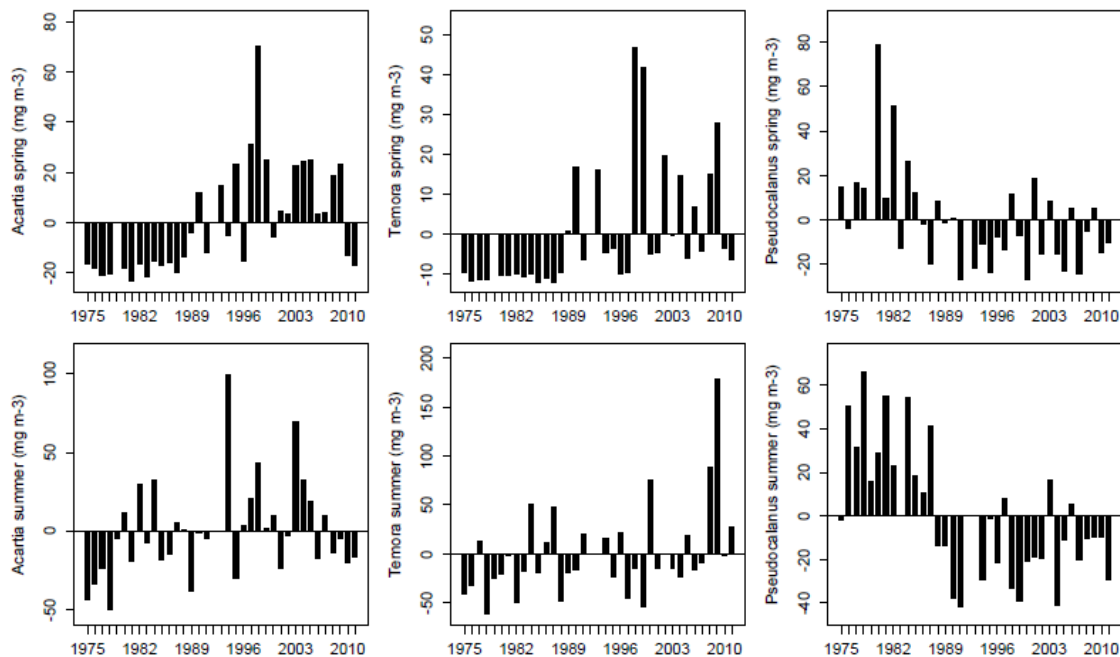 Acartia spring (mg m-3)
80
60
40
20
0
-20
1975 1982 1989 1996 2003 2010
Temora spring (mg m-3)
50
40
30
20
10
0
-10
1975 1982 1989 1996 2003 2010
Pseudocalanus spring (mg m-3)
80
60
40
20
0
-20
1975 1982 1989 1996 2003 2010
Acartia summer (mg m-3)
100
50
0
-50
1975 1982 1989 1996 2003 2010
Temora summer (mg m-3)
200
150
100
50
0
-50
1975 1982 1989 1996 2003 2010
Pseudocalanus summer (mg m-3)
60
40
20
0
-20
-40
1975 1982 1989 1996 2003 2010